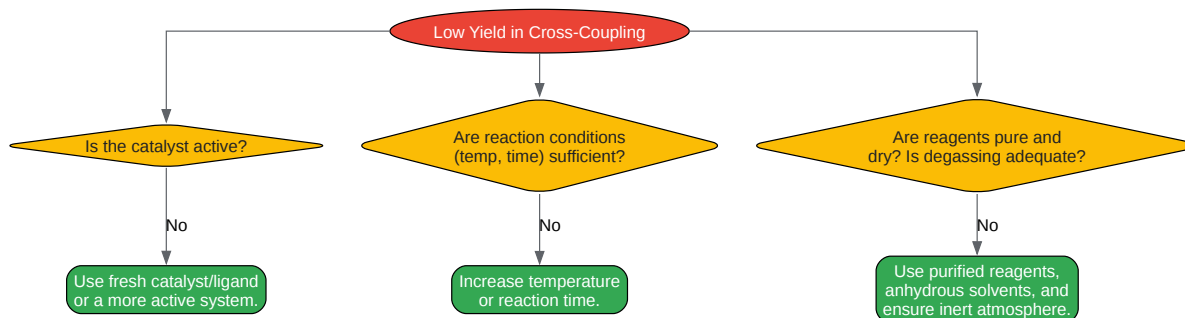 Low Yield in Cross-Coupling
Is the catalyst active?
Are reaction conditions
(temp, time) sufficient?
Are reagents pure and
dry? Is degassing adequate?
No
No
No
Use fresh catalyst/ligand
or a more active system.
Increase temperature
or reaction time.
Use purified reagents,
anhydrous solvents, and
ensure inert atmosphere.